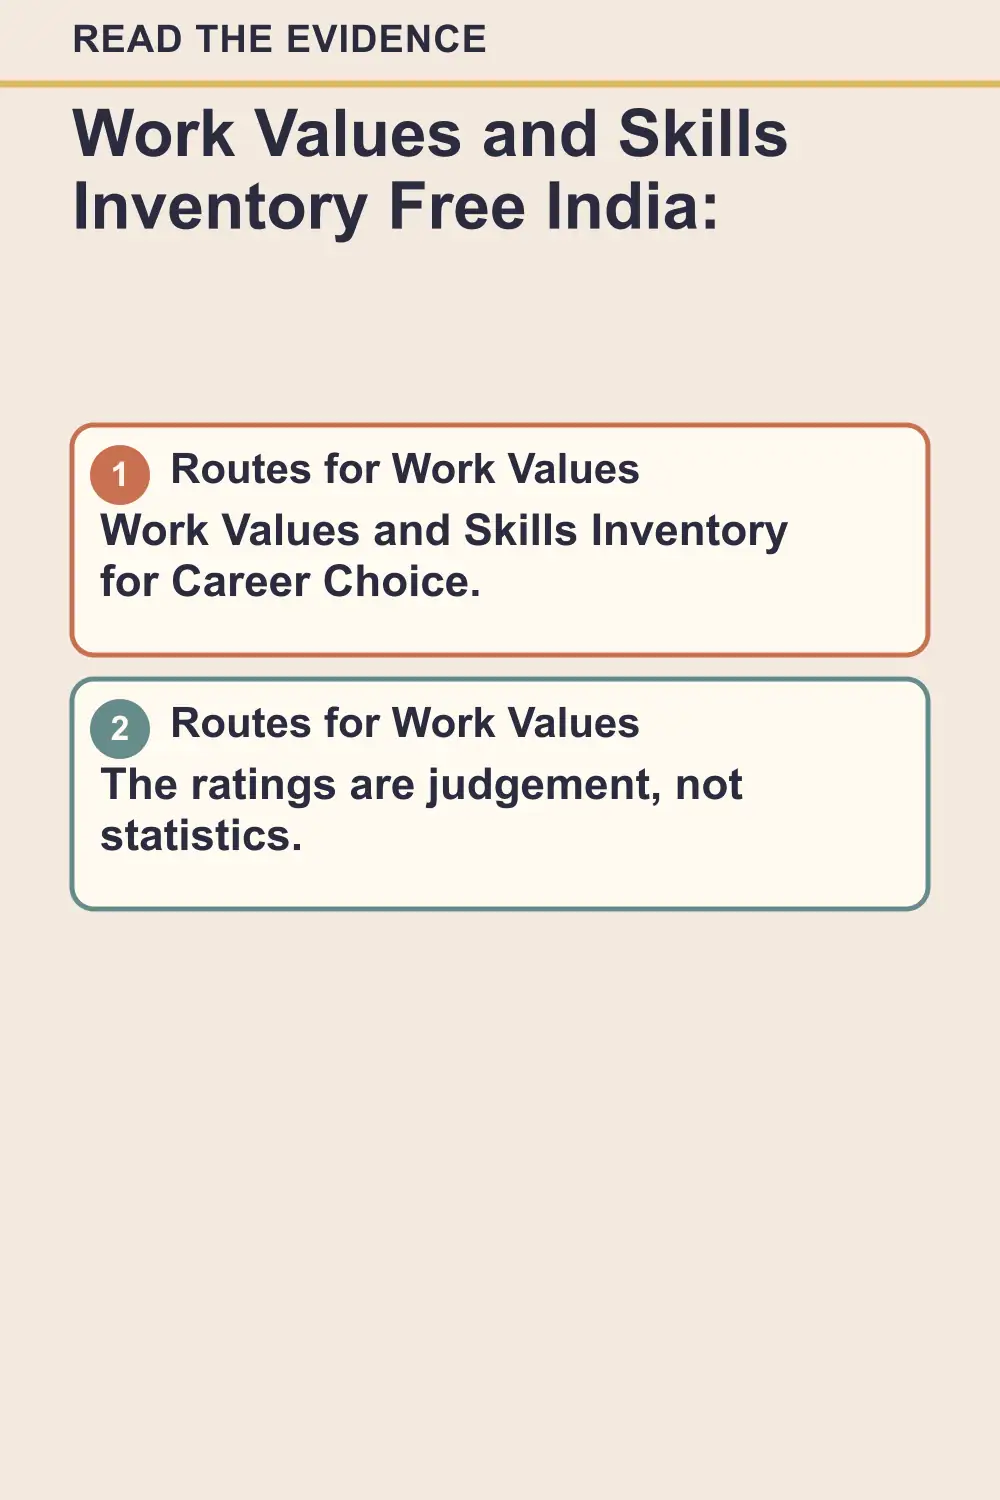 READ THE EVIDENCE
Work Values and Skills
Inventory Free India:
1 Routes for Work Values
Work Values and Skills Inventory
for Career Choice.
2 Routes for Work Values
The ratings are judgement, not
statistics.